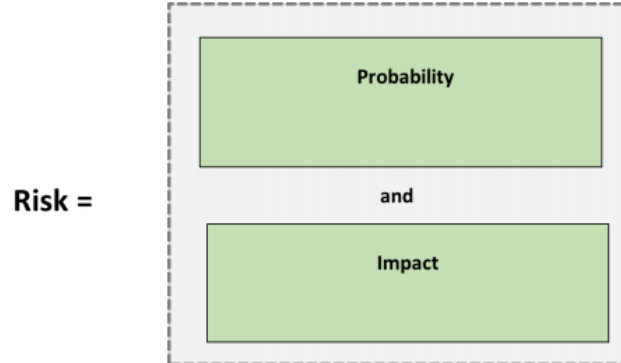 Probability
Risk =
and
Impact